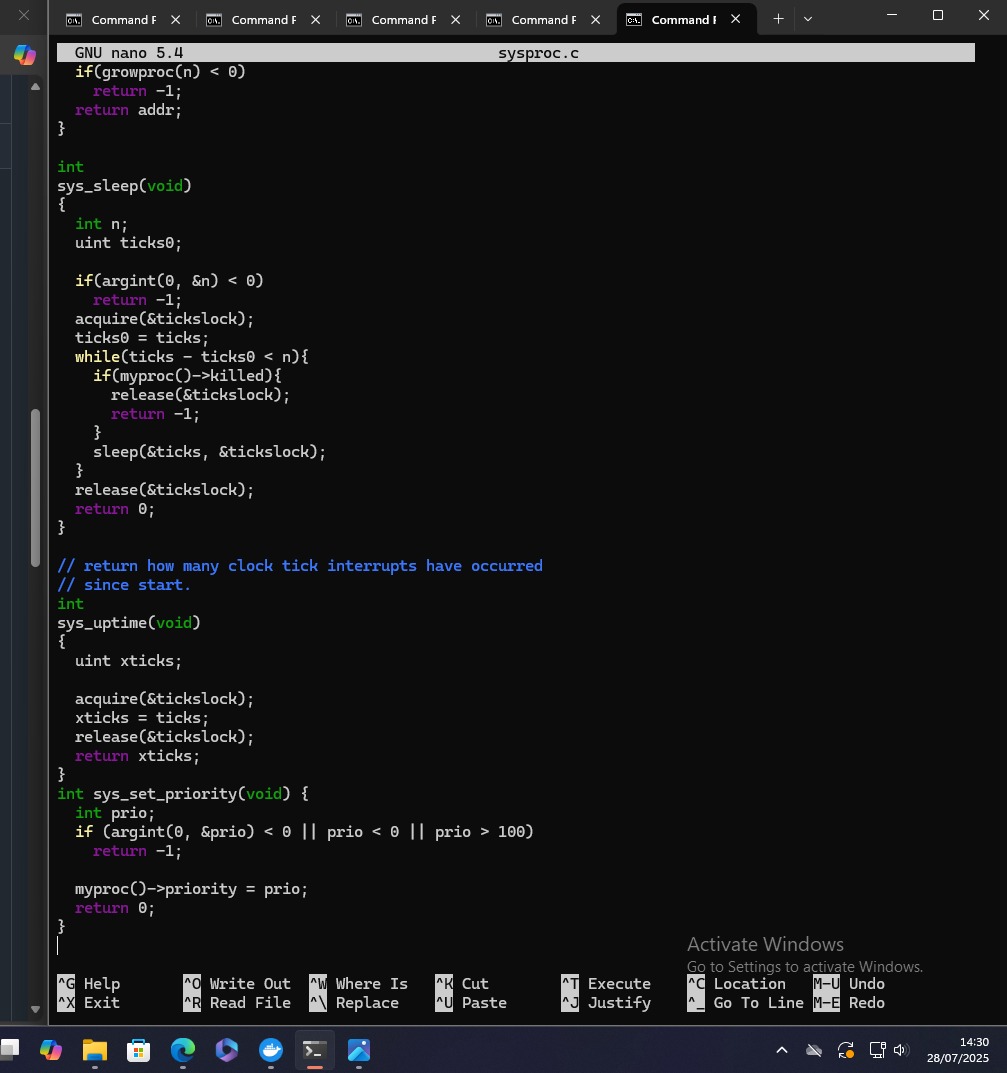 Command F Command F Command F Command F Command F
GNU nano 5.4 sysproc.c
  if(growproc(n) < 0)
    return -1;
  return addr;
}

int
sys_sleep(void)
{
  int n;
  uint ticks0;

  if(argint(0, &n) < 0)
    return -1;
  acquire(&tickslock);
  ticks0 = ticks;
  while(ticks - ticks0 < n){
    if(myproc()->killed){
      release(&tickslock);
      return -1;
    }
    sleep(&ticks, &tickslock);
  }
  release(&tickslock);
  return 0;
}

// return how many clock tick interrupts have occurred
// since start.
int
sys_uptime(void)
{
  uint xticks;

  acquire(&tickslock);
  xticks = ticks;
  release(&tickslock);
  return xticks;
}
int sys_set_priority(void) {
  int prio;
  if (argint(0, &prio) < 0 || prio < 0 || prio > 100)
    return -1;

  myproc()->priority = prio;
  return 0;
}
Activate Windows
Go to Settings to activate Windows.
^G Help ^O Write Out ^W Where Is ^K Cut ^T Execute ^C Location M-U Undo
^X Exit ^R Read File ^\ Replace ^U Paste ^J Justify ^_ Go To Line M-E Redo
14:30
28/07/2025